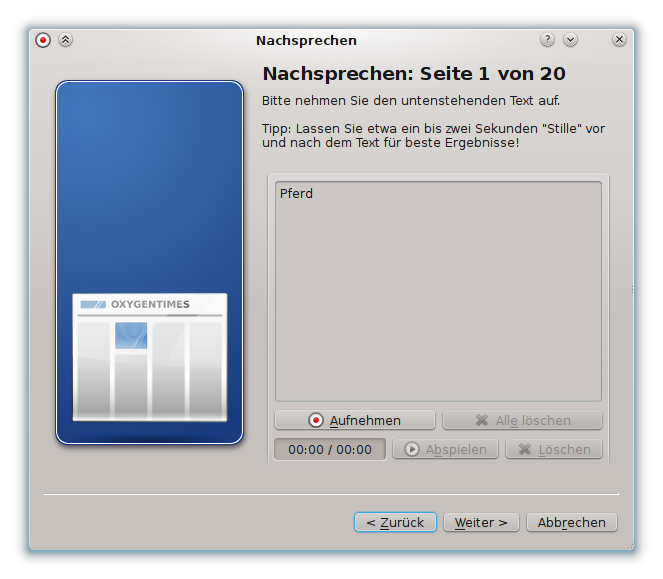 Nachsprechen
Nachsprechen: Seite 1 von 20
Bitte nehmen Sie den untenstehenden Text auf.
Tipp: Lassen Sie etwa ein bis zwei Sekunden "Stille" vor
und nach dem Text für beste Ergebnisse!
Pferd
OXYGENTIMES
Aufnehmen
Alle löschen
00:00 / 00:00
Abspielen
Löschen
< Zurück
Weiter >
Abbrechen